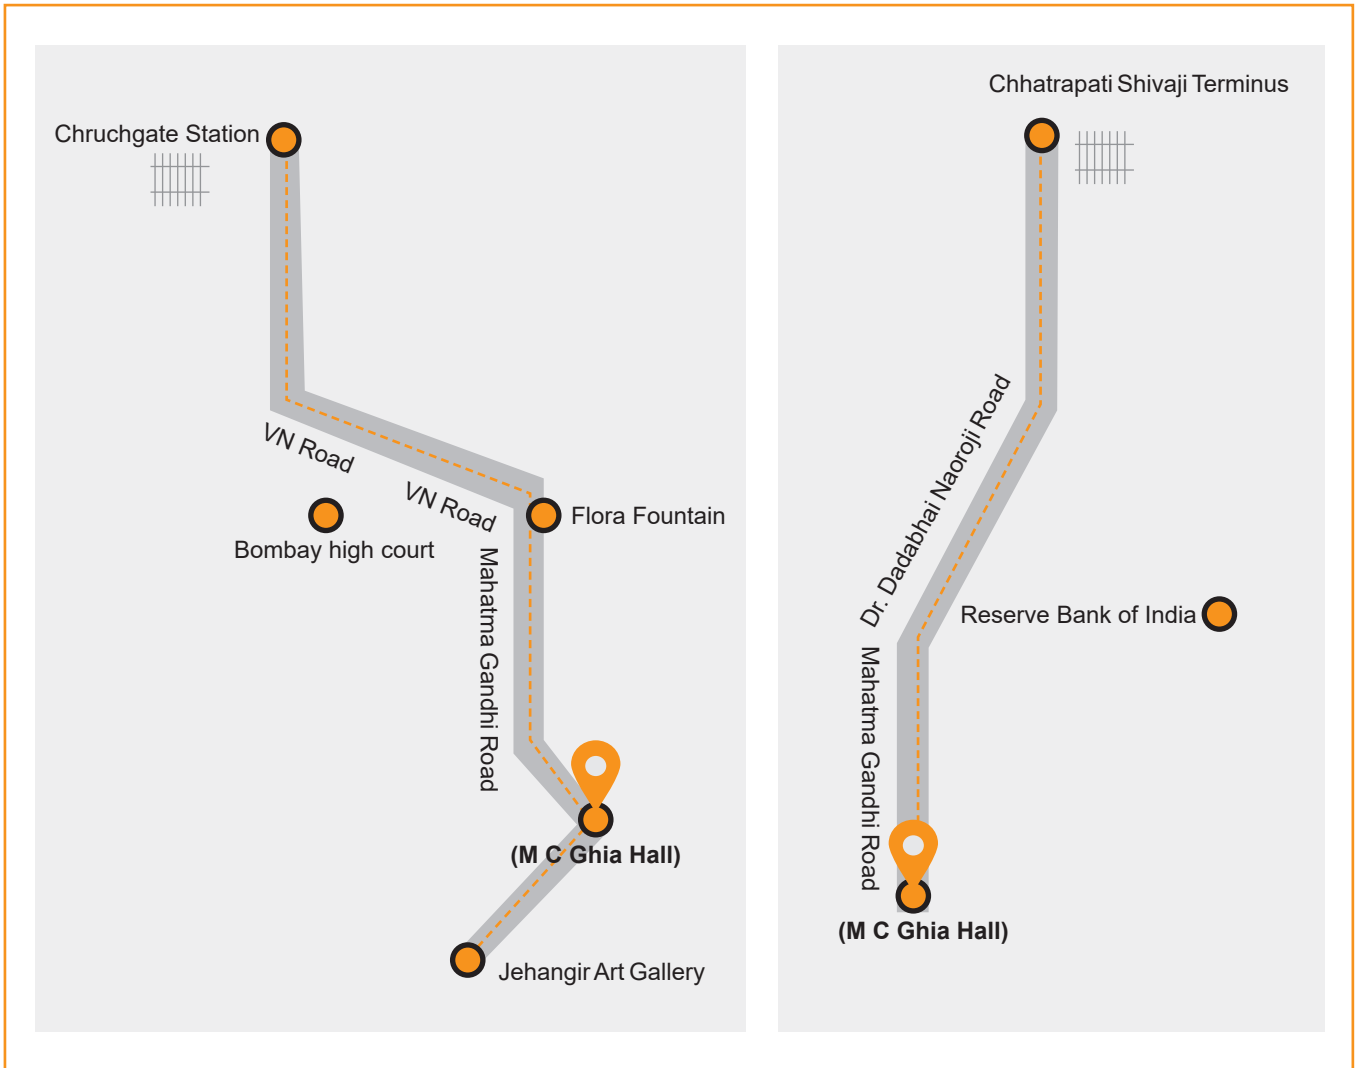 Chruchgate Station
VN Road
VN Road
Flora Fountain
Bombay high court
Mahatma Gandhi Road
(M C Ghia Hall)
Jehangir Art Gallery
Chhatrapati Shivaji Terminus
Dr. Dadabhai Naoroji Road
Reserve Bank of India
Mahatma Gandhi Road
(M C Ghia Hall)